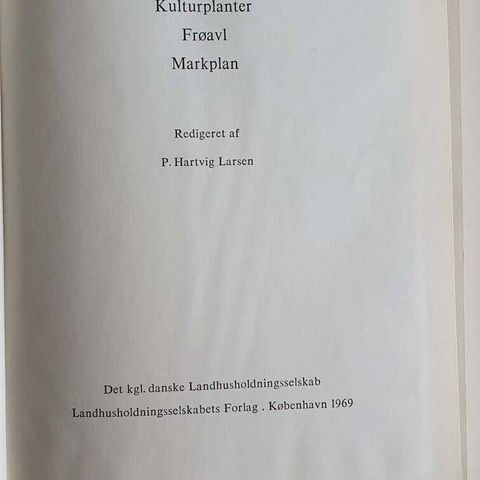 Kulturplanter
Frøavl
Markplan
Redigeret af
P. Hartvig Larsen
Det kgl. danske Landhusholdningsselskab
Landhusholdningsselskabets Forlag . København 1969